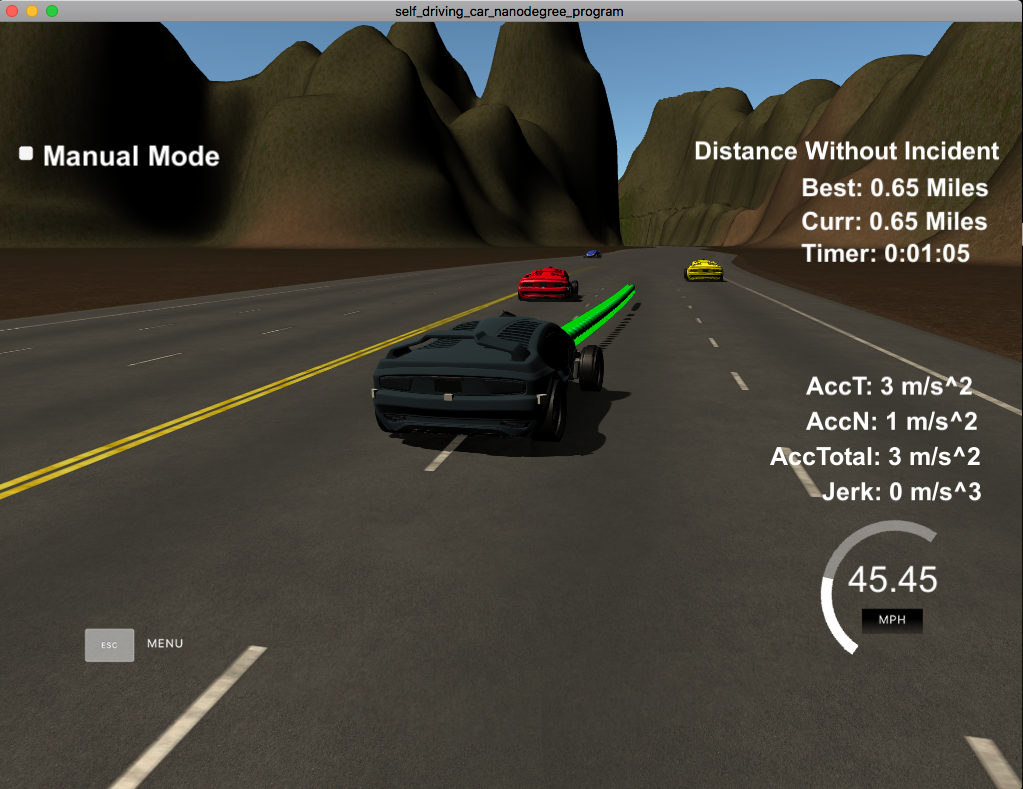 self_driving_car_nanodegree_program
Manual Mode
Distance Without Incident
Best: 0.65 Miles
Curr: 0.65 Miles
Timer: 0:01:05
AccT: 3 m/s^2
AccN: 1 m/s^2
AccTotal: 3 m/s^2
Jerk: 0 m/s^3
45.45
MPH
ESC MENU